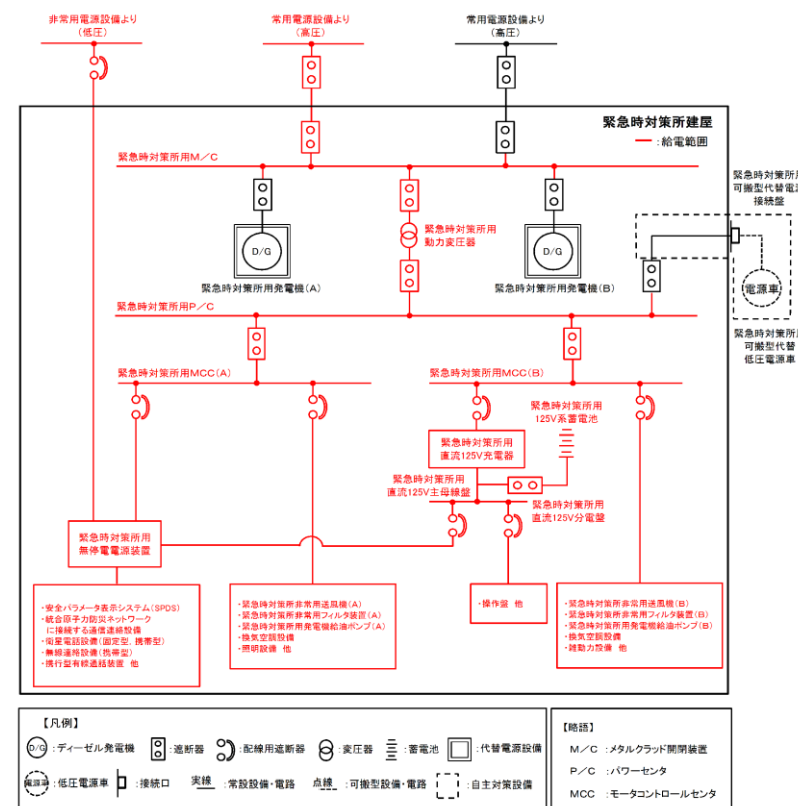 非常用電源設備より
(低圧)
常用電源設備より
(高圧)
常用電源設備より
(高圧)
緊急時対策所建屋
:給電範囲
緊急時対策所用M/C
緊急時対策所用
可搬型代替電源
接続盤
緊急時対策所用
動力変圧器
D/G
D/G
緊急時対策所用発電機(A)
緊急時対策所用発電機(B)
電源車
緊急時対策所用P/C
緊急時対策所用
可搬型代替
低圧電源車
緊急時対策所用MCC(A)
緊急時対策所用MCC(B)
緊急時対策所用
125V系蓄電池
緊急時対策所用
直流125V充電器
緊急時対策所用
直流125V主母線盤
緊急時対策所用
直流125V分電盤
緊急時対策所用
無停電電源装置
・安全パラメータ表示システム(SPDS)
・統合原子力防災ネットワーク
に接続する通信連絡設備
・衛星電話設備(固定型、携帯型)
・無線連絡設備(携帯型)
・携行型有線通話装置 他
・緊急時対策所非常用送風機(A)
・緊急時対策所非常用フィルタ装置(A)
・緊急時対策所用発電機給油ポンプ(A)
・換気空調設備
・照明設備 他
・操作盤 他
・緊急時対策所非常用送風機(B)
・緊急時対策所非常用フィルタ装置(B)
・緊急時対策所用発電機給油ポンプ(B)
・換気空調設備
・雑動力設備 他
【凡例】
D/G :ディーゼル発電機 :遮断器 :配線用遮断器 :変圧器 :蓄電池 :代替電源設備
電源車 :低圧電源車 :接続口 実線 :常設設備・電路 点線 :可搬型設備・電路 :自主対策設備
【略語】
M/C :メタルクラッド開閉装置
P/C :パワーセンタ
MCC :モータコントロールセンタ